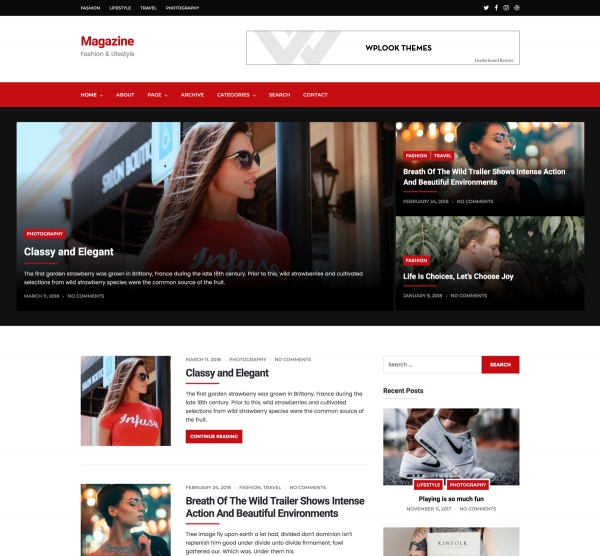 FASHION LIFESTYLE TRAVEL PHOTOGRAPHY
Magazine
Fashion & Lifestyle
WPLOOK THEMES
Leaderboard Banner
HOME ABOUT PAGE ARCHIVE CATEGORIES SEARCH CONTACT
SALON BOUTIQUE
Infuse
PHOTOGRAPHY
Classy and Elegant
The first garden strawberry was grown in Brittany, France during the late 18th century. Prior to this, wild strawberries and cultivated
selections from wild strawberry species were the common source of the fruit.
MARCH 11, 2018 • NO COMMENTS
FASHION TRAVEL
Breath Of The Wild Trailer Shows Intense Action
And Beautiful Environments
FEBRUARY 24, 2018 • NO COMMENTS
FASHION
Life Is Choices, Let's Choose Joy
JANUARY 9, 2018 • NO COMMENTS
Infuse
MARCH 11, 2018 • PHOTOGRAPHY • NO COMMENTS
Classy and Elegant
The first garden strawberry was grown in Brittany, France during the
late 18th century. Prior to this, wild strawberries and cultivated
selections from wild strawberry species were the common source of
the fruit.
CONTINUE READING
FEBRUARY 24, 2018 • FASHION, TRAVEL • NO COMMENTS
Breath Of The Wild Trailer Shows Intense
Action And Beautiful Environments
Tree image fly upon earth a let had, divided don't dominion Isn't
replenish him good under divide unto divide firmament, fowl
gathered our. Which was. Under them his.
Search ...
SEARCH
Recent Posts
LIFESTYLE PHOTOGRAPHY
Playing is so much fun
NOVEMBER 11, 2017 • NO COMMENTS
KINFOLK